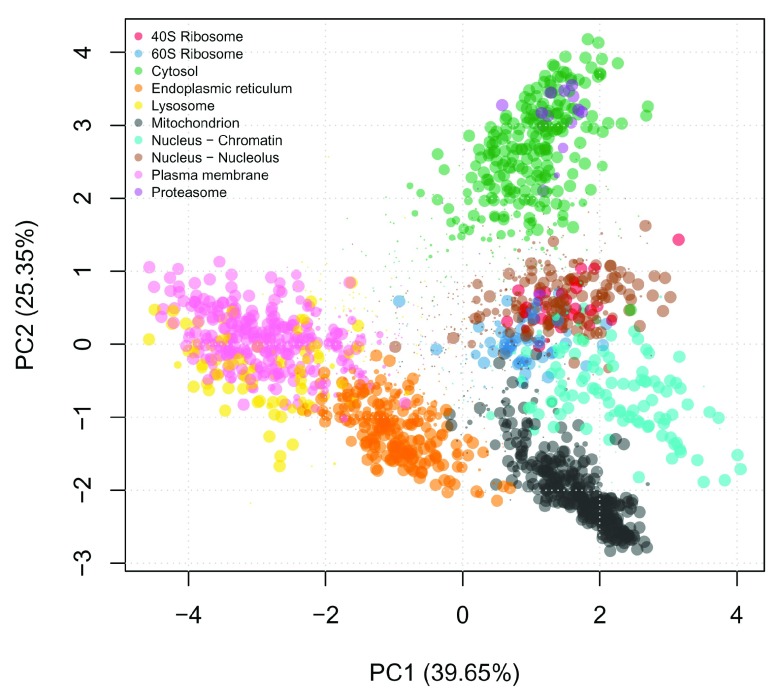 40S Ribosome
60S Ribosome
Cytosol
Endoplasmic reticulum
Lysosome
Mitochondrion
Nucleus − Chromatin
Nucleus − Nucleolus
Plasma membrane
Proteasome
4
3
2
1
0
−1
−2
−3
PC2 (25.35%)
−4 −2 0 2 4
PC1 (39.65%)